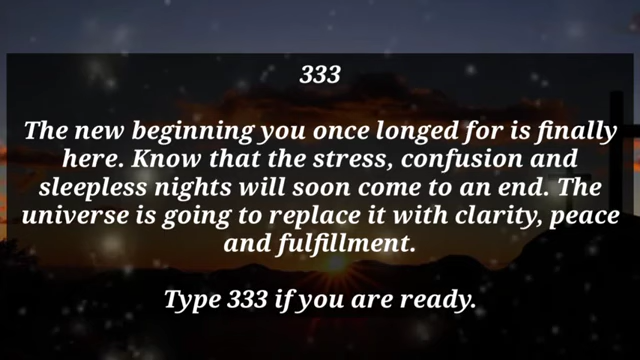 333
The new beginning you once longed for is finally
here. Know that the stress, confusion and
sleepless nights will soon come to an end. The
universe is going to replace it with clarity, peace
and fulfillment.
Type 333 if you are ready.